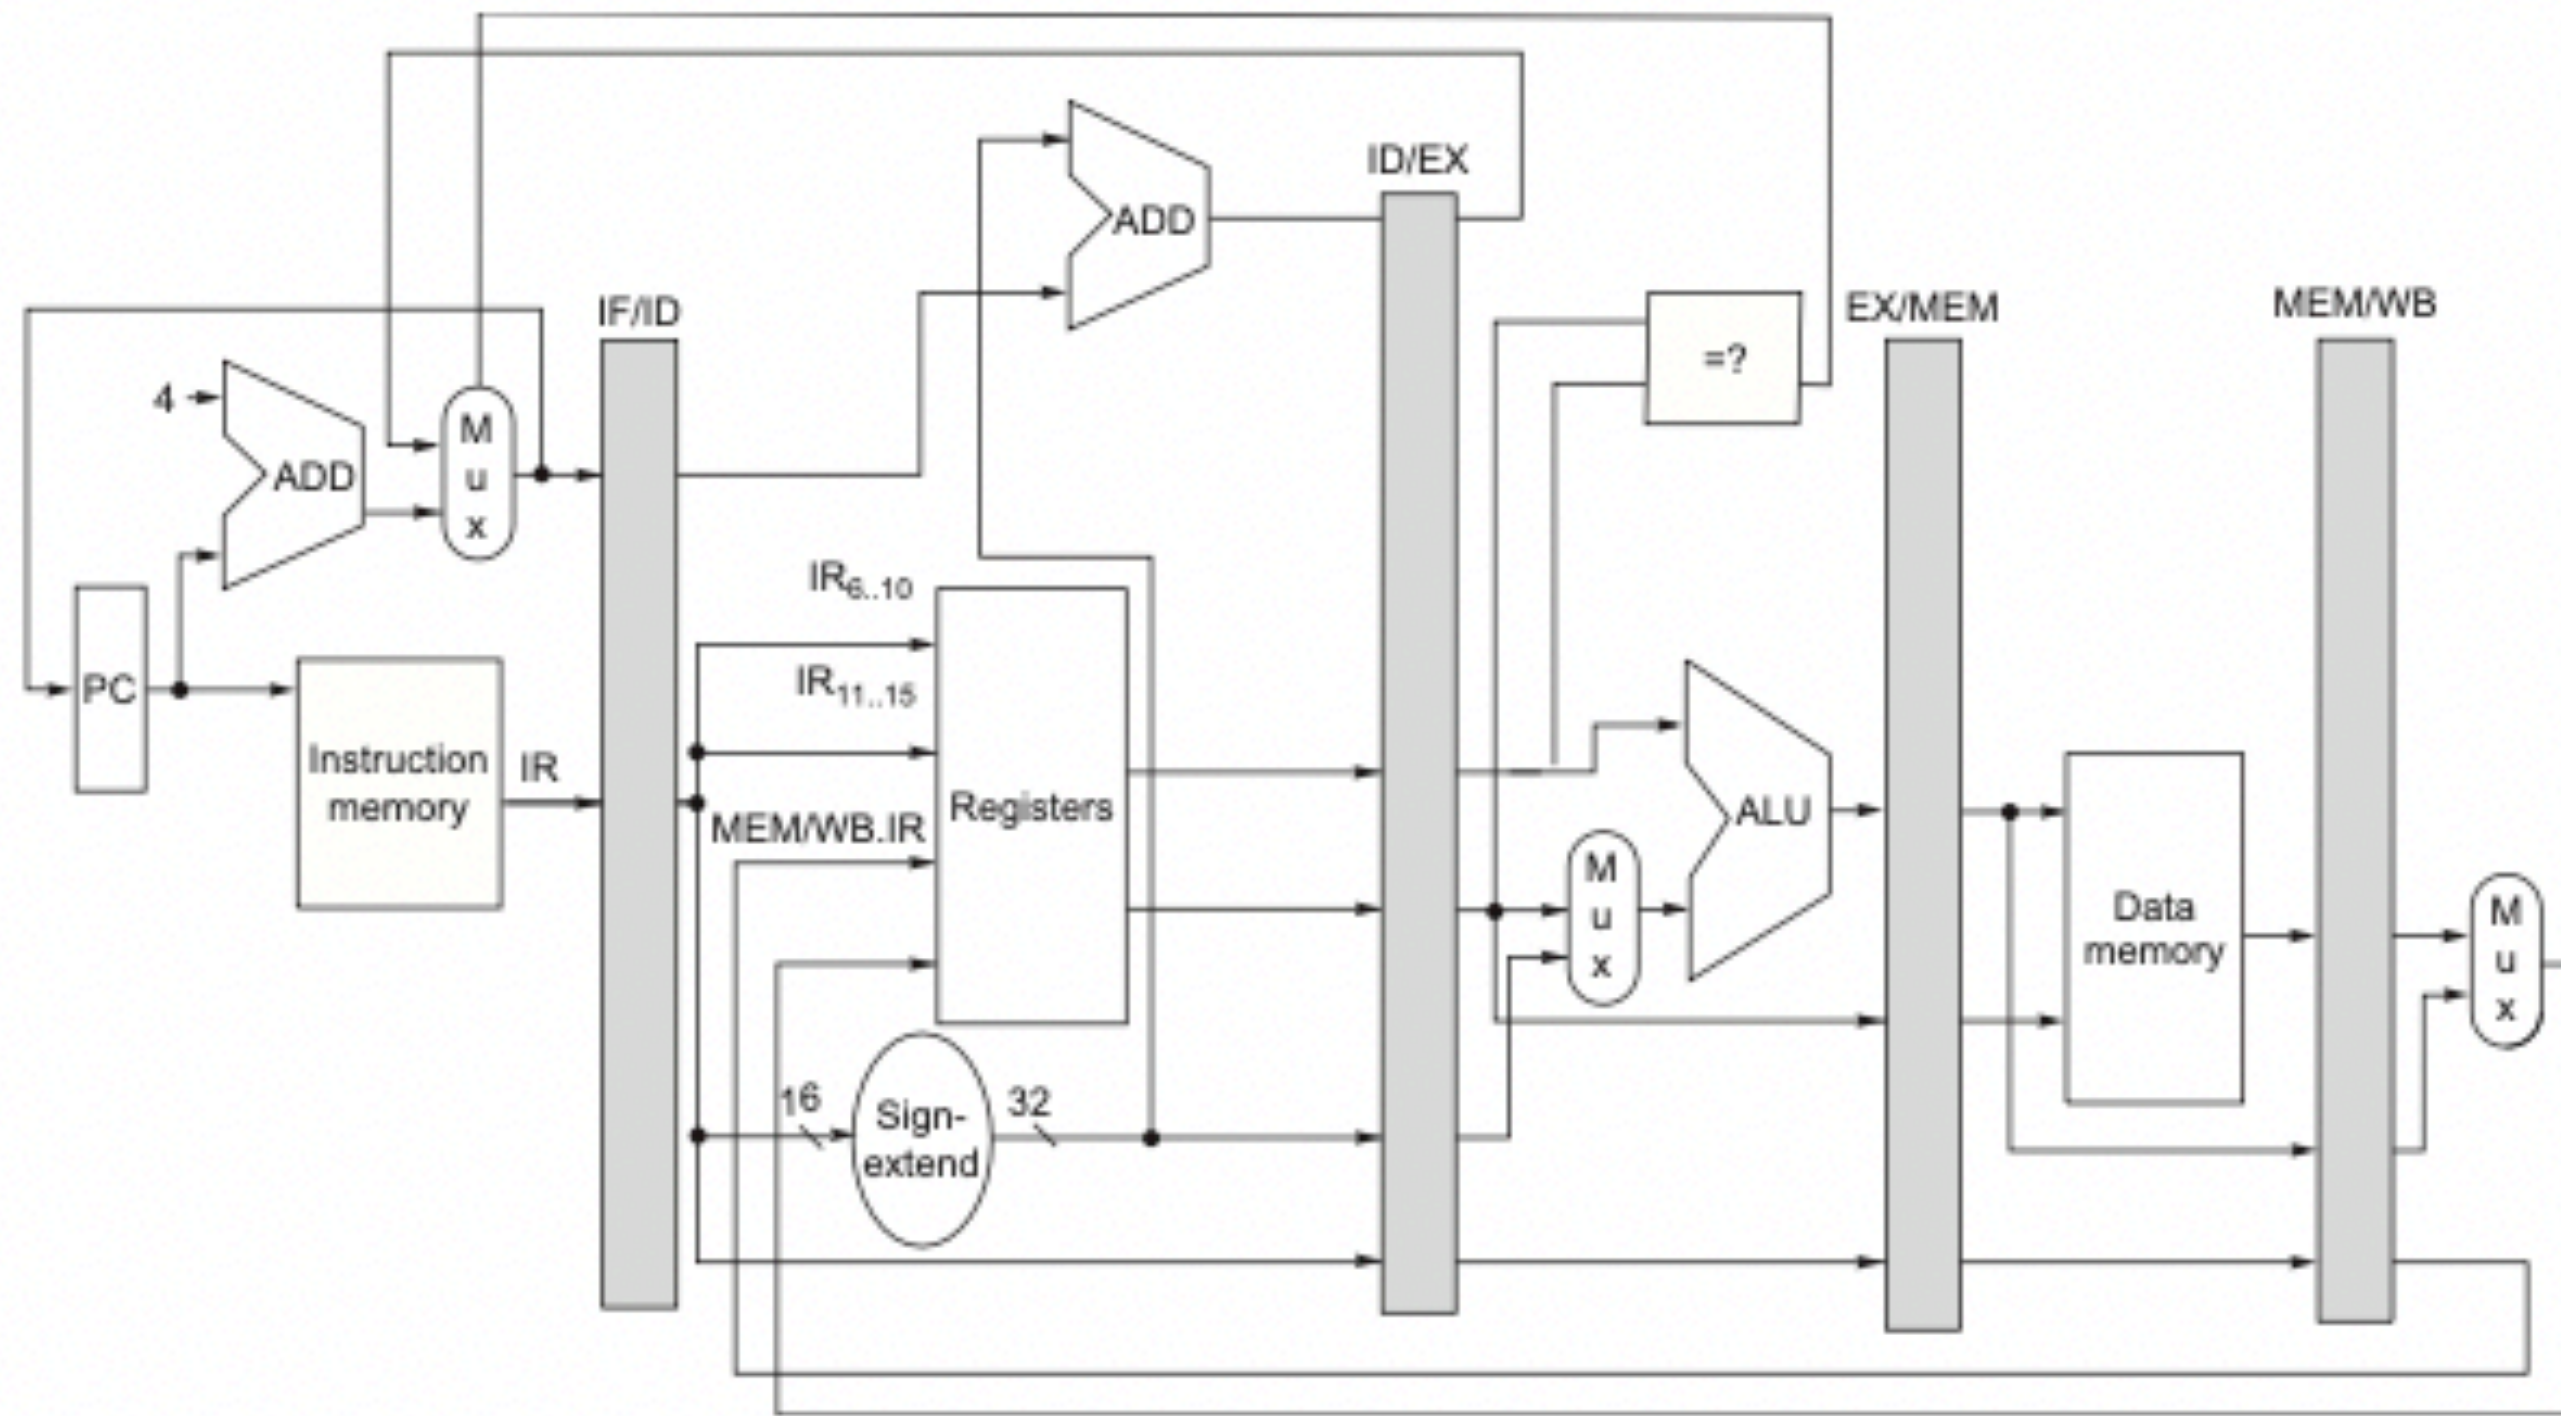 ID/EX
ADD
IF/ID
EX/MEM
MEM/WB
=?
4
M
u
x
ADD
IR6..10
IR11..15
PC
Instruction
memory
IR
Registers
MEM/WB.IR
ALU
M
u
x
Data
memory
M
u
x
16
Sign-
extend
32